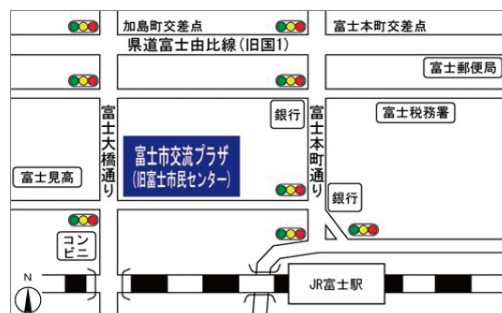 加島町交差点
富士本町交差点
県道富士由比線(旧国1)
富士郵便局
銀行
富士税務署
富士大橋通り
富士本町通り
富士市交流プラザ
(旧富士市民センター)
富士見高
銀行
コン
ビニ
N
JR富士駅